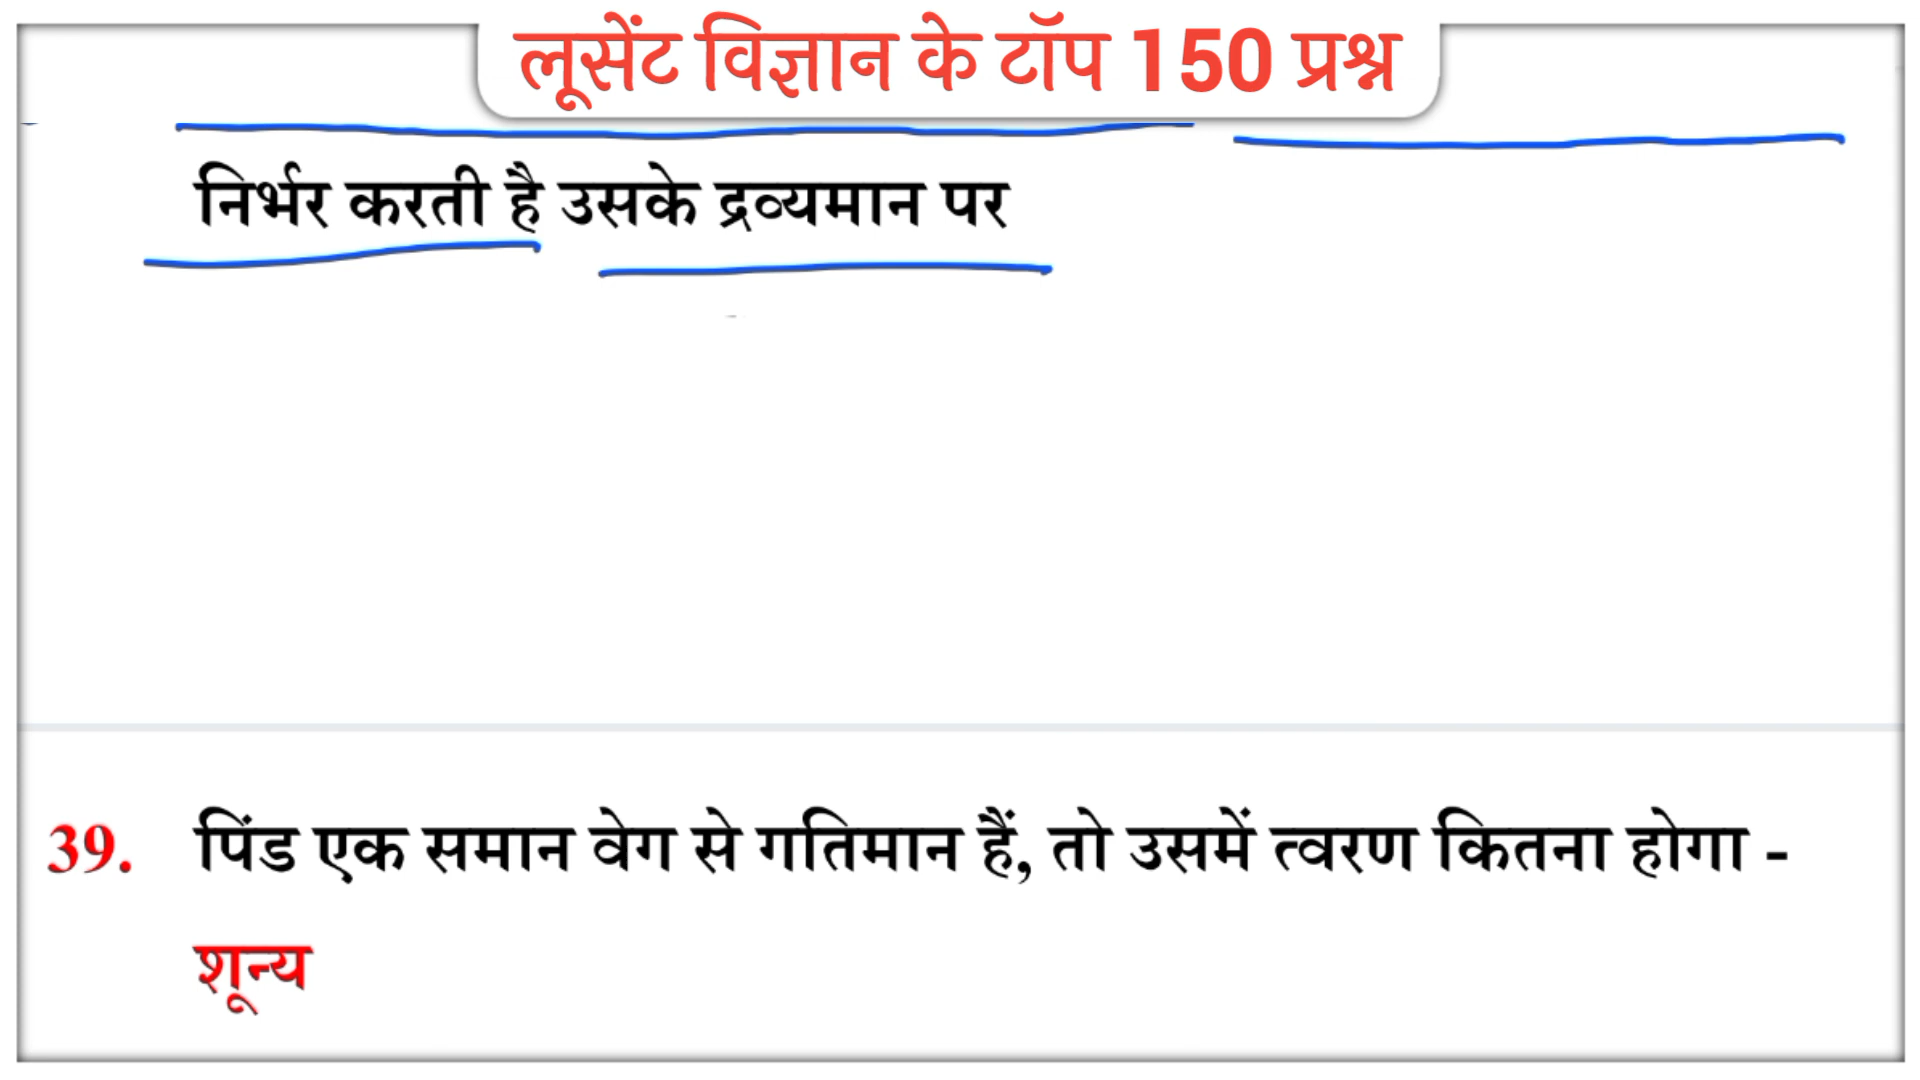 लूसेंट विज्ञान के टॉप 150 प्रश्न
निर्भर करती है उसके द्रव्यमान पर
39. पिंड एक समान वेग से गतिमान हैं, तो उसमें त्वरण कितना होगा -
शून्य